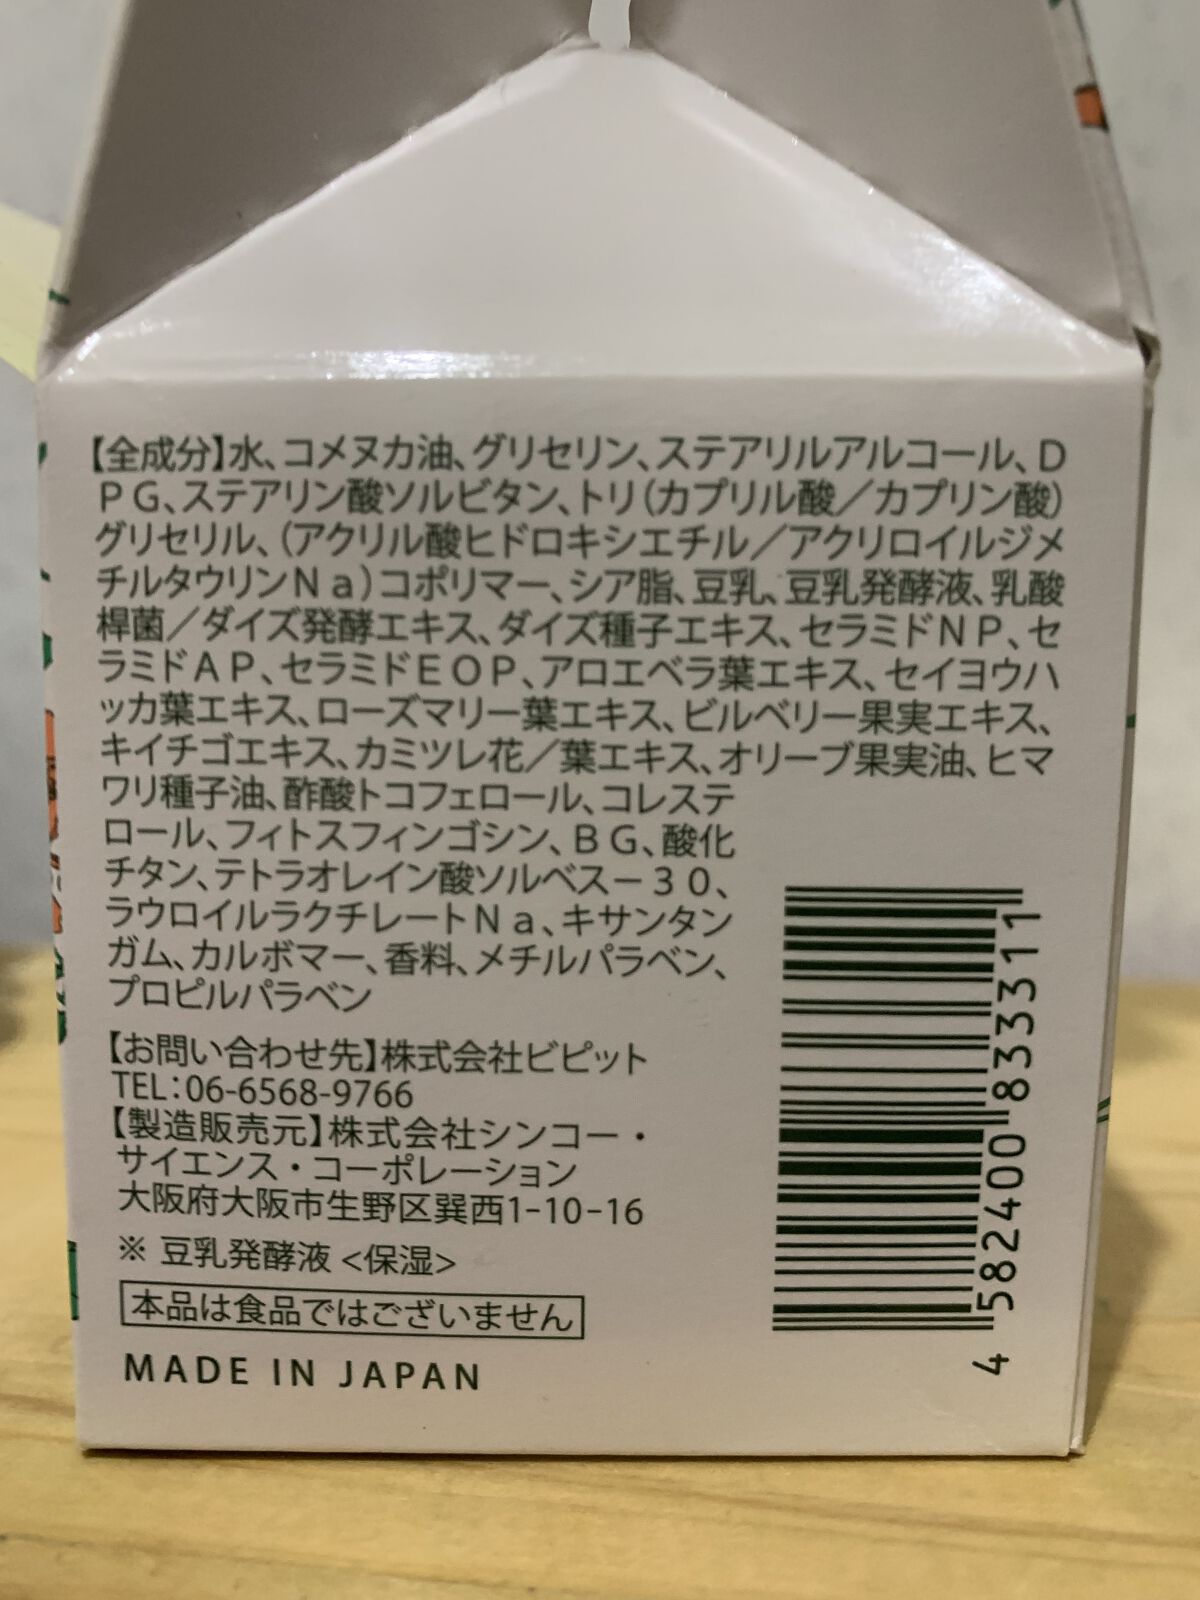 【全成分】水、コメヌカ油、グリセリン、ステアリルアルコール、D
PG、ステアリン酸ソルビタン、トリ(カプリル酸/カプリン酸)
グリセリル、(アクリル酸ヒドロキシエチル/アクリロイルジメ
チルタウリンNa)コポリマー、シア脂、豆乳、豆乳発酵液、乳酸
桿菌/ダイズ発酵エキス、ダイズ種子エキス、セラミドNP、セ
ラミドAP、セラミドEOP、アロエベラ葉エキス、セイヨウハ
ッカ葉エキス、ローズマリー葉エキス、ビルベリー果実エキス、
キイチゴエキス、カミツレ花/葉エキス、オリーブ果実油、ヒマ
ワリ種子油、酢酸トコフェロール、コレステ
ロール、フィトスフィンゴシン、BG、酸化
チタン、テトラオレイン酸ソルベス－30、
ラウロイルラクチレートNa、キサンタン
ガム、カルボマー、香料、メチルパラベン、
プロピルパラベン
【お問い合わせ先】株式会社ビピット
TEL:06-6568-9766
【製造販売元】株式会社シンコー・
サイエンス・コーポレーション
大阪府大阪市生野区巽西1-10-16
※ 豆乳発酵液 <保湿>
本品は食品ではございません
MADE IN JAPAN
4 582400 833311